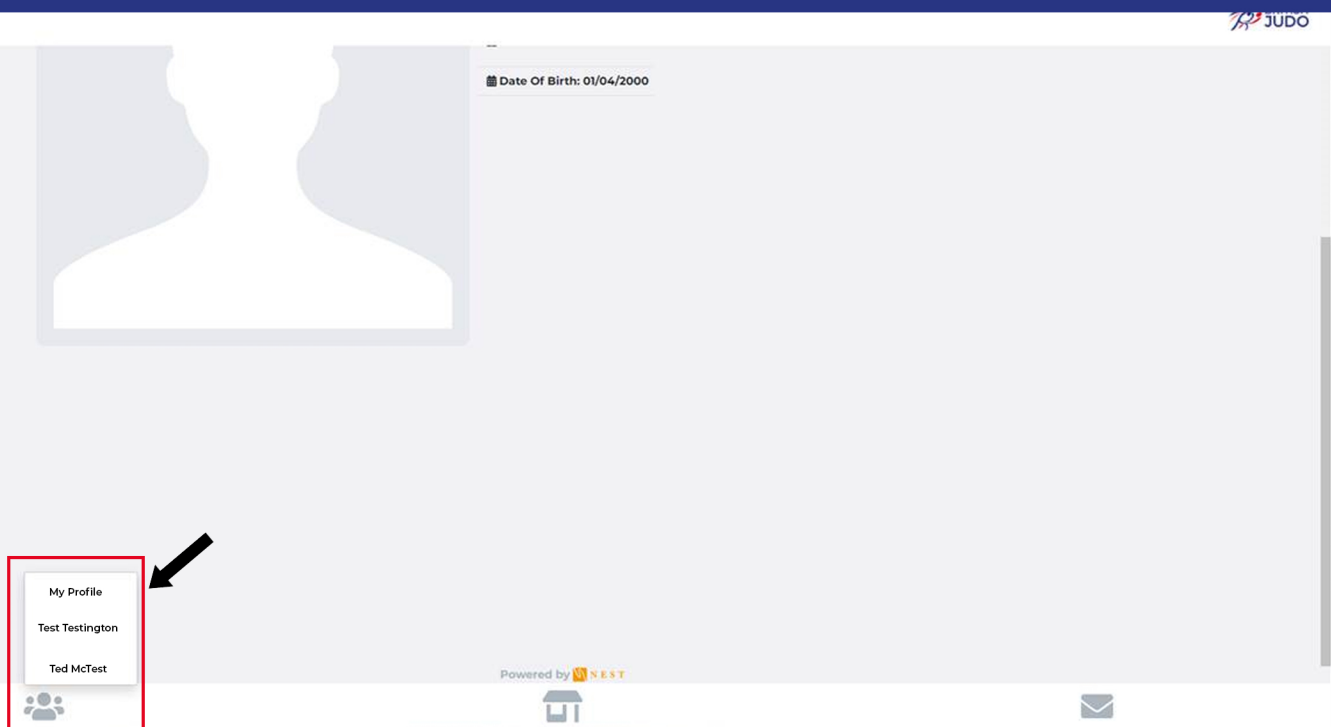 JUDO
Date Of Birth: 01/04/2000
My Profile
Test Testington
Ted McTest
Powered by NEST